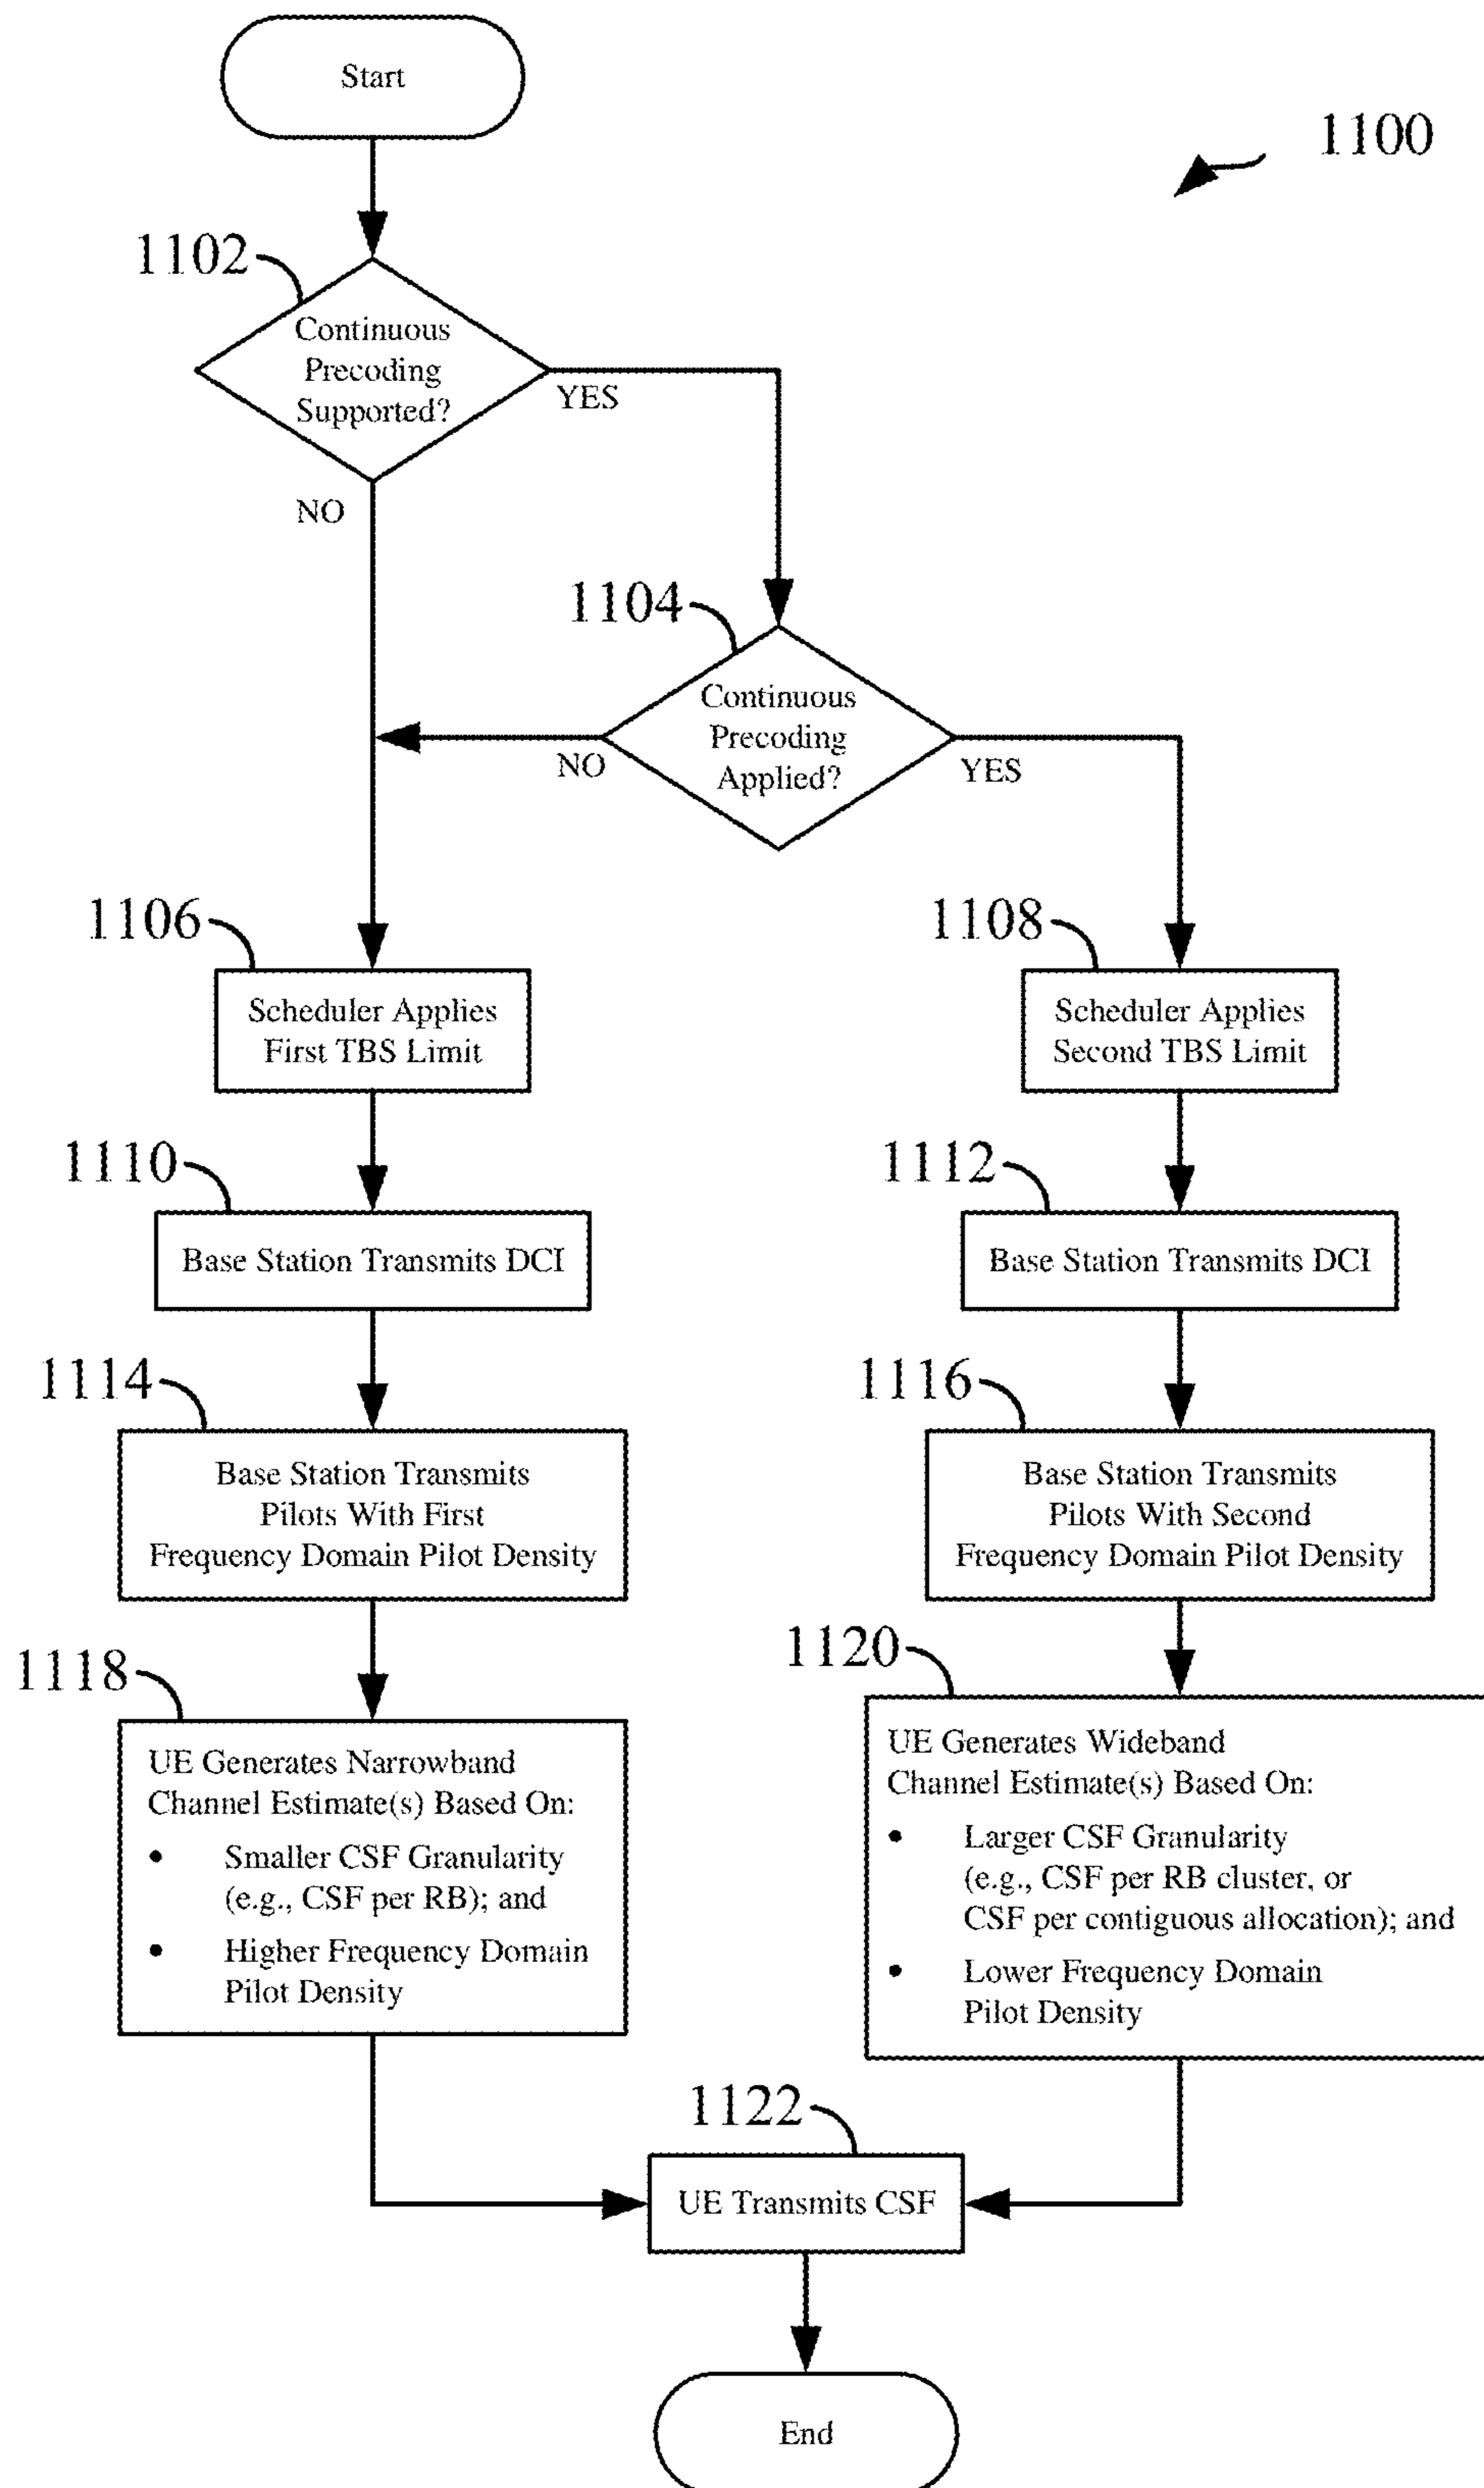 Start
1100
1102
Continuous
Precoding
Supported?
YES
NO
1104
Continuous
Precoding
Applied?
NO
YES
1106
Scheduler Applies
First TBS Limit
1108
Scheduler Applies
Second TBS Limit
1110
Base Station Transmits DCI
1112
Base Station Transmits DCI
1114
Base Station Transmits
Pilots With First
Frequency Domain Pilot Density
1116
Base Station Transmits
Pilots With Second
Frequency Domain Pilot Density
1118
UE Generates Narrowband
Channel Estimate(s) Based On:
• Smaller CSF Granularity
(e.g., CSF per RB); and
• Higher Frequency Domain
Pilot Density
1120
UE Generates Wideband
Channel Estimate(s) Based On:
• Larger CSF Granularity
(e.g., CSF per RB cluster, or
CSF per contiguous allocation); and
• Lower Frequency Domain
Pilot Density
1122
UE Transmits CSF
End